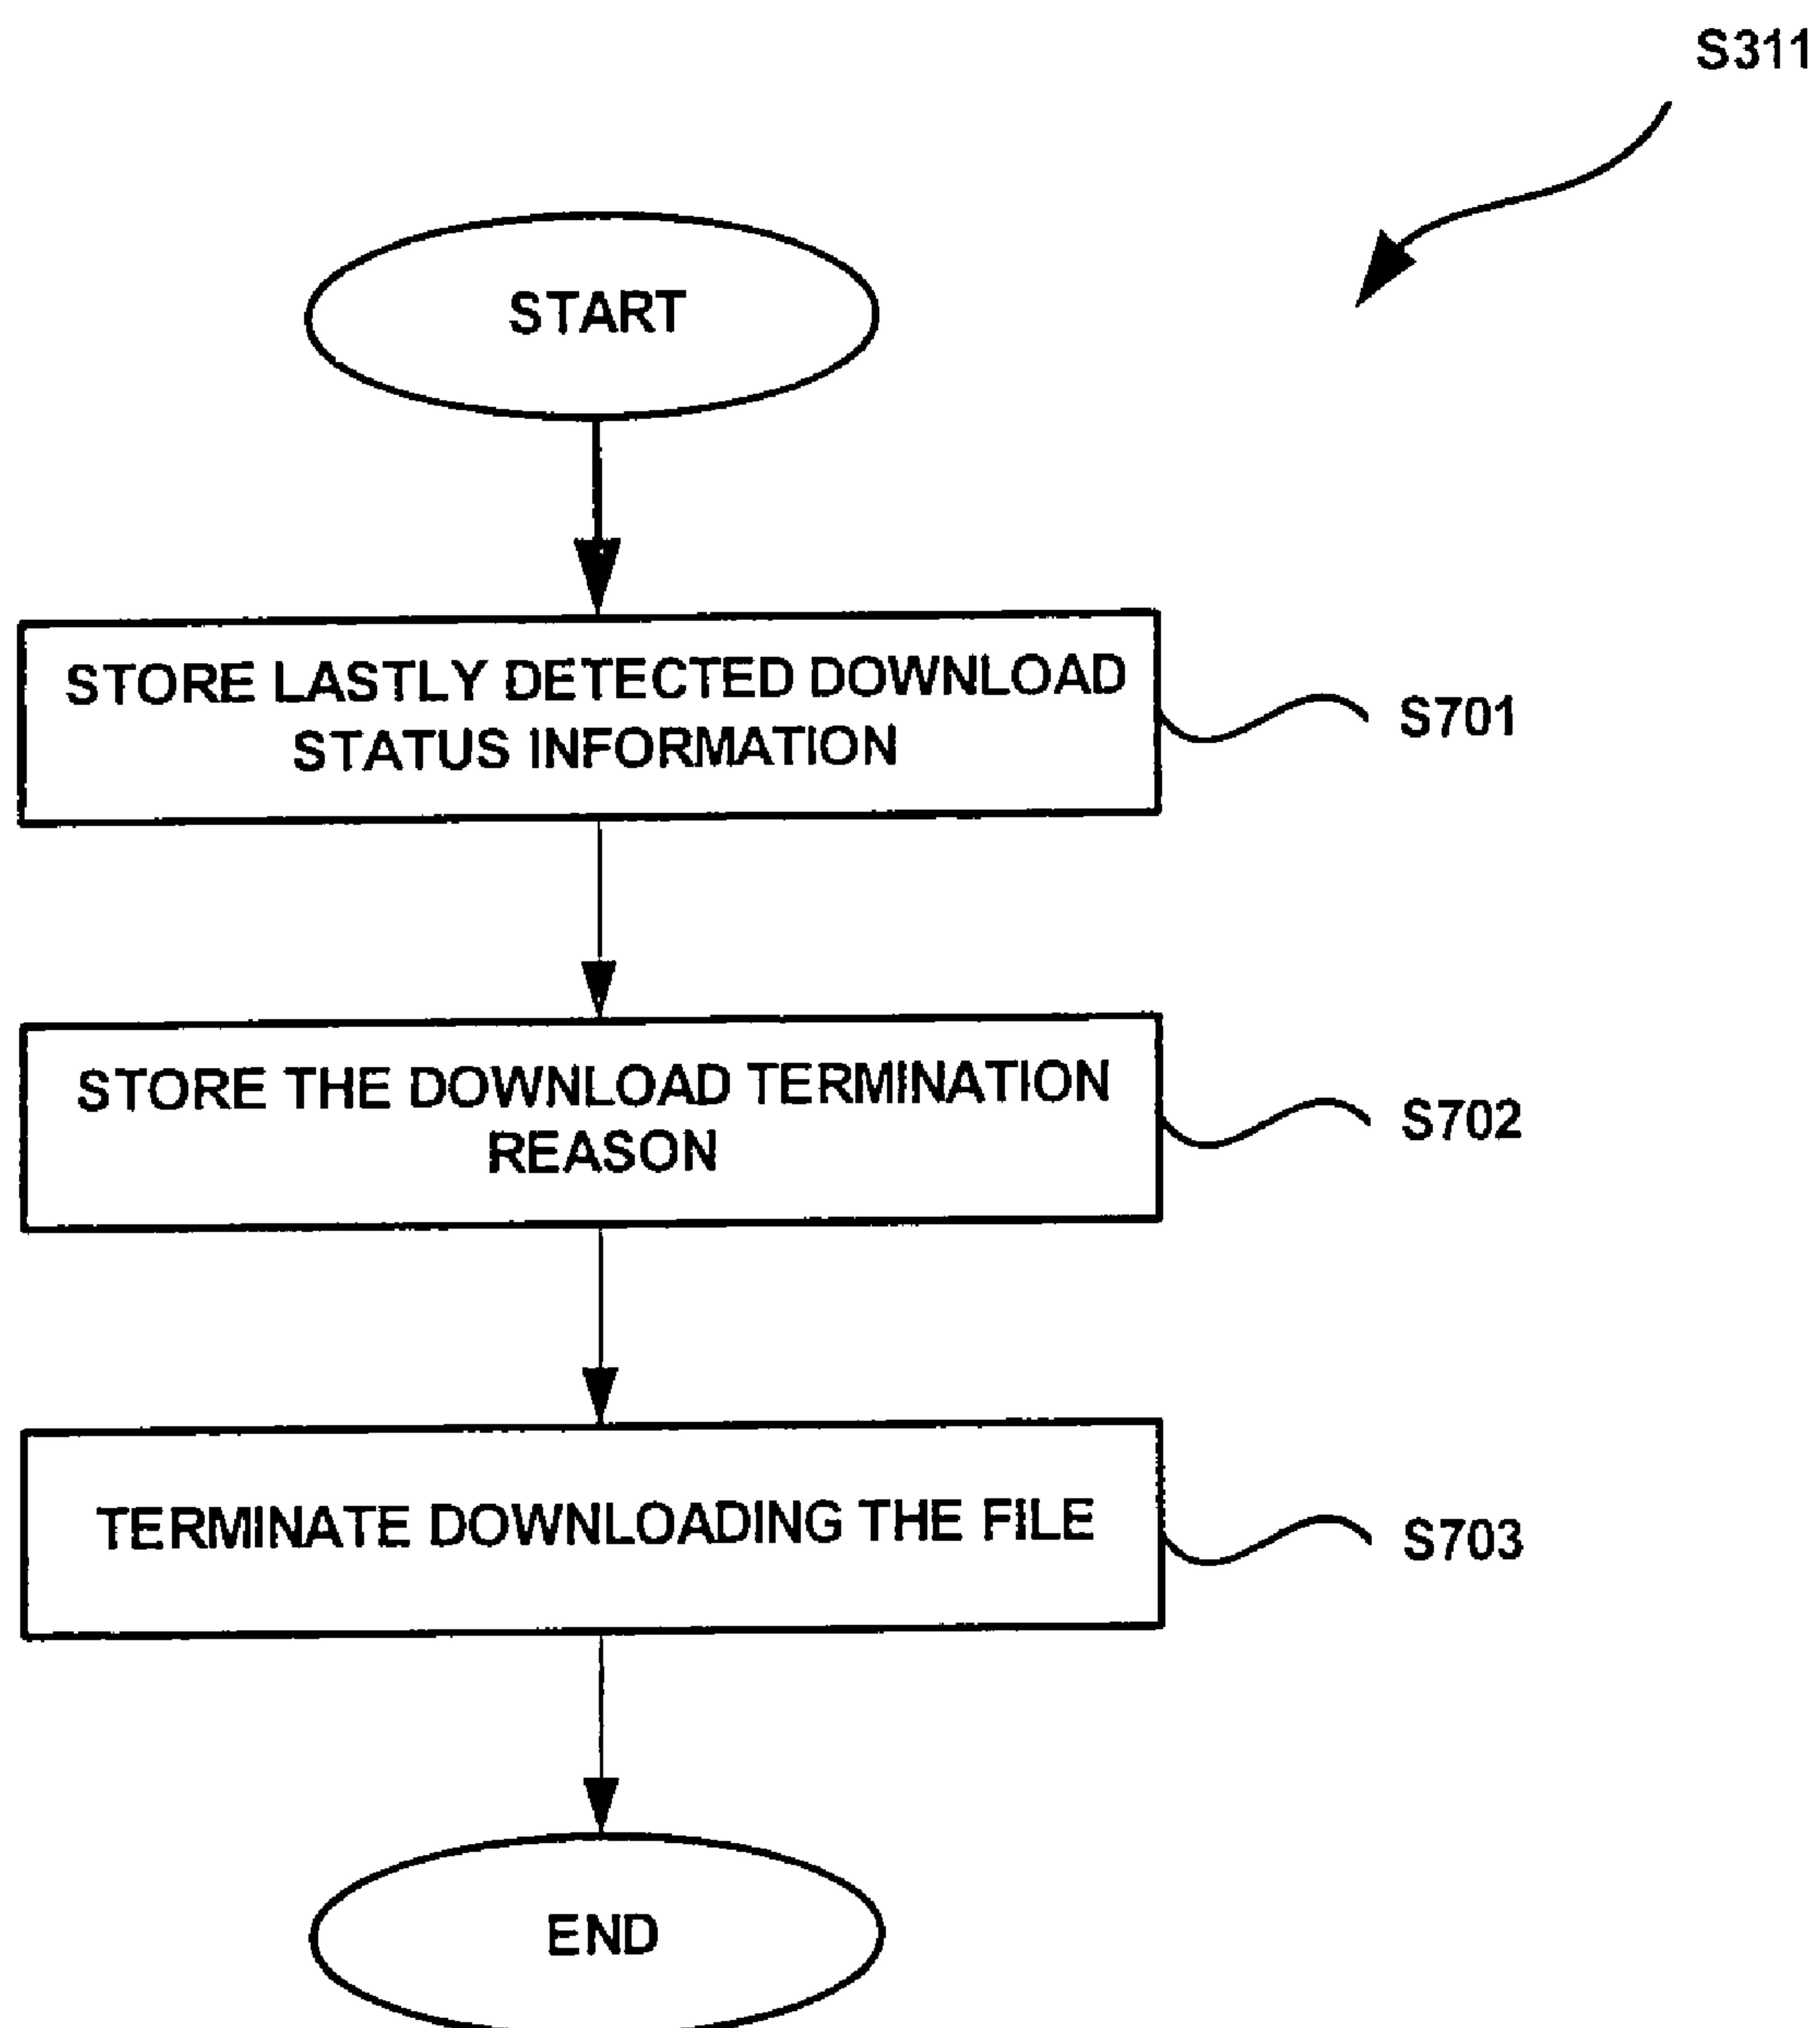 S311
START
STORE LASTLY DETECTED DOWNLOAD
STATUS INFORMATION
S701
STORE THE DOWNLOAD TERMINATION
REASON
S702
TERMINATE DOWNLOADING THE FILE
S703
END